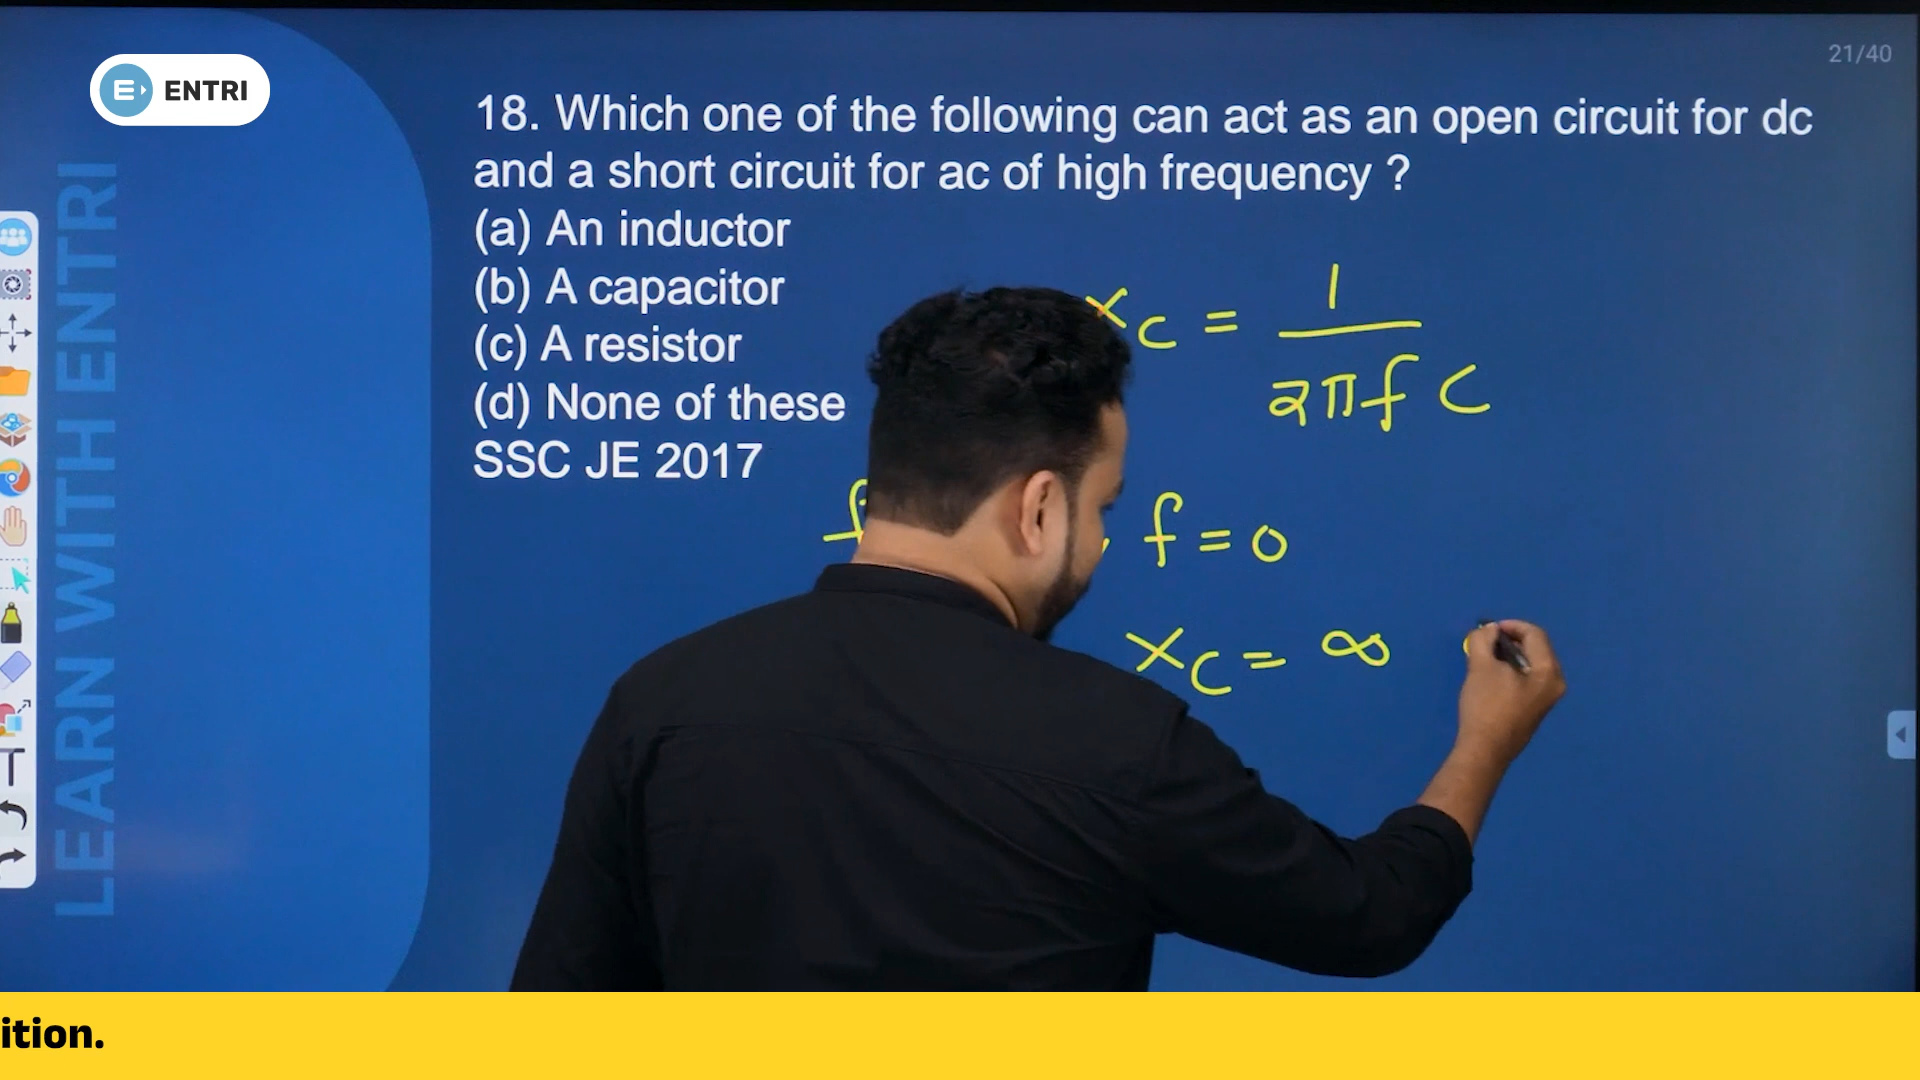 21/40
ENTRI
18. Which one of the following can act as an open circuit for dc
and a short circuit for ac of high frequency ?
(a) An inductor
(b) A capacitor
(c) A resistor
(d) None of these
SSC JE 2017
LEARN WITH ENTRI
x_C = 1/(2πfC)
f = 0
x_C = ∞
ition.